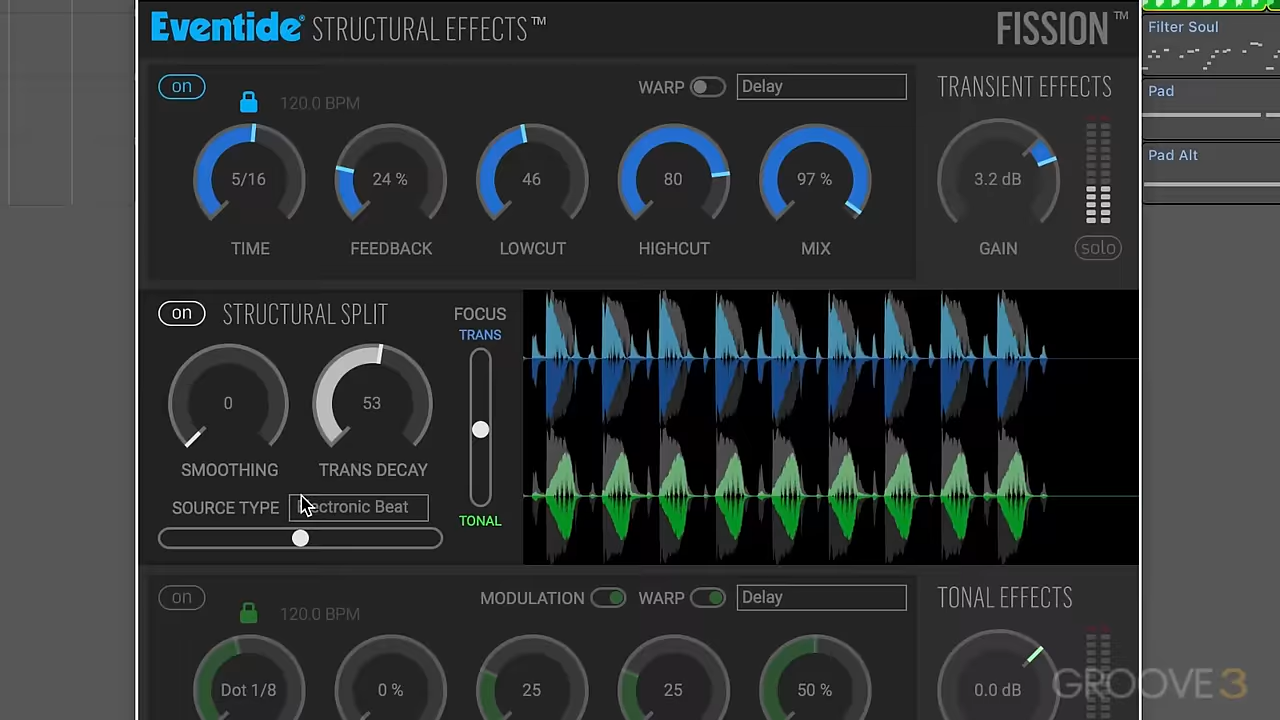 Eventide® STRUCTURAL EFFECTS™
FISSION™
on
120.0 BPM
WARP
Delay
TRANSIENT EFFECTS
5/16
24 %
46
80
97 %
3.2 dB
TIME
FEEDBACK
LOWCUT
HIGHCUT
MIX
GAIN
solo
on
STRUCTURAL SPLIT
FOCUS
TRANS
0
53
SMOOTHING
TRANS DECAY
SOURCE TYPE
ectronic Beat
TONAL
on
120.0 BPM
MODULATION
WARP
Delay
TONAL EFFECTS
Dot 1/8
0 %
25
25
50 %
0.0 dB
Filter Soul
Pad
Pad Alt
GROOVE 3